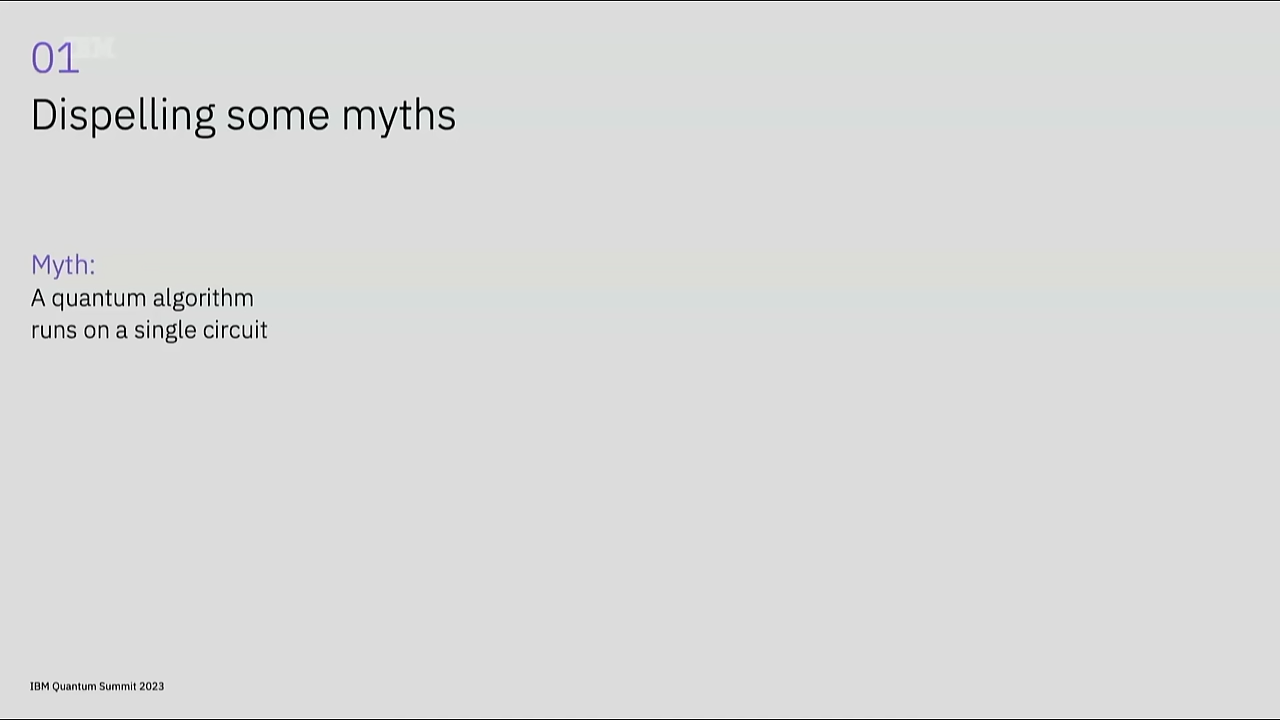 01
Dispelling some myths
Myth:
A quantum algorithm
runs on a single circuit
IBM Quantum Summit 2023